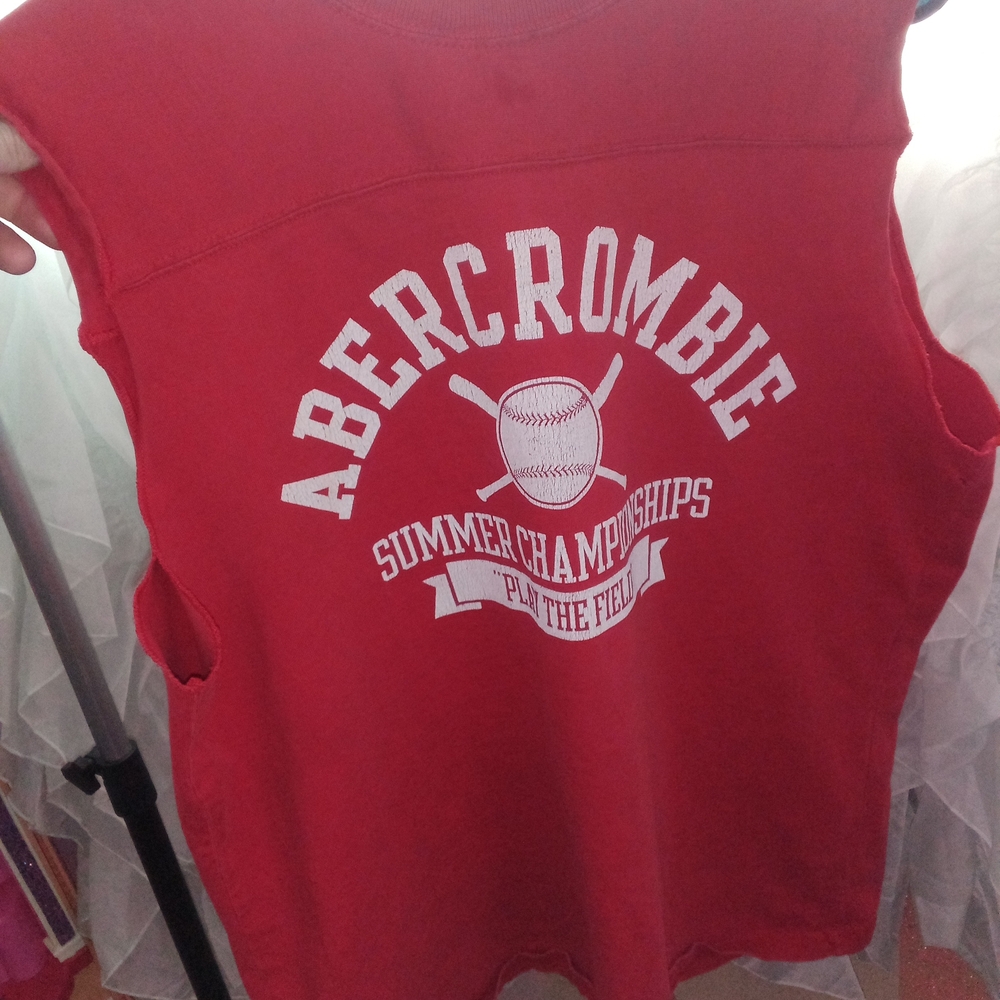 ABERCROMBIE
SUMMER CHAMPIONSHIPS
"PLAY THE FIELD